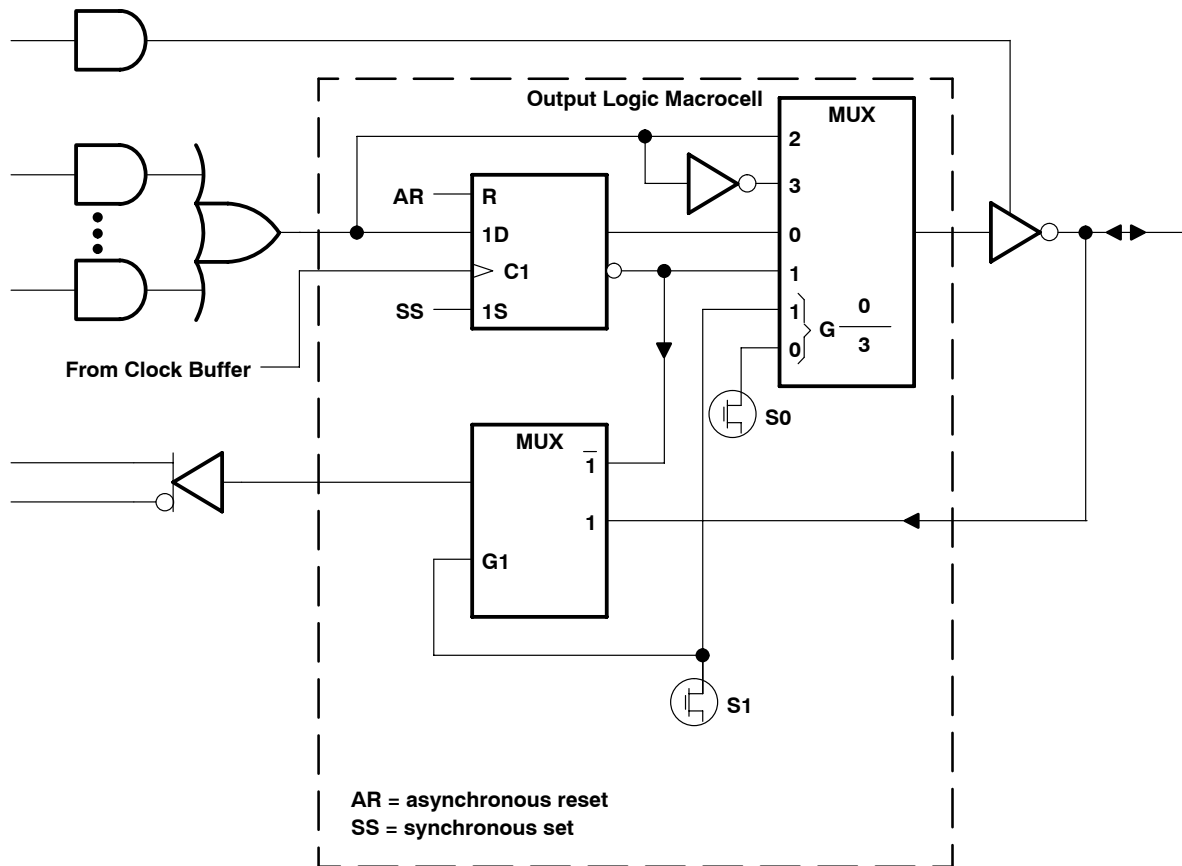 Output Logic Macrocell
MUX
2
3
AR
R
1D
0
C1
1
SS
1S
1
0
G
0
3
From Clock Buffer
S0
MUX
1̅
1
G1
S1
AR = asynchronous reset
SS = synchronous set